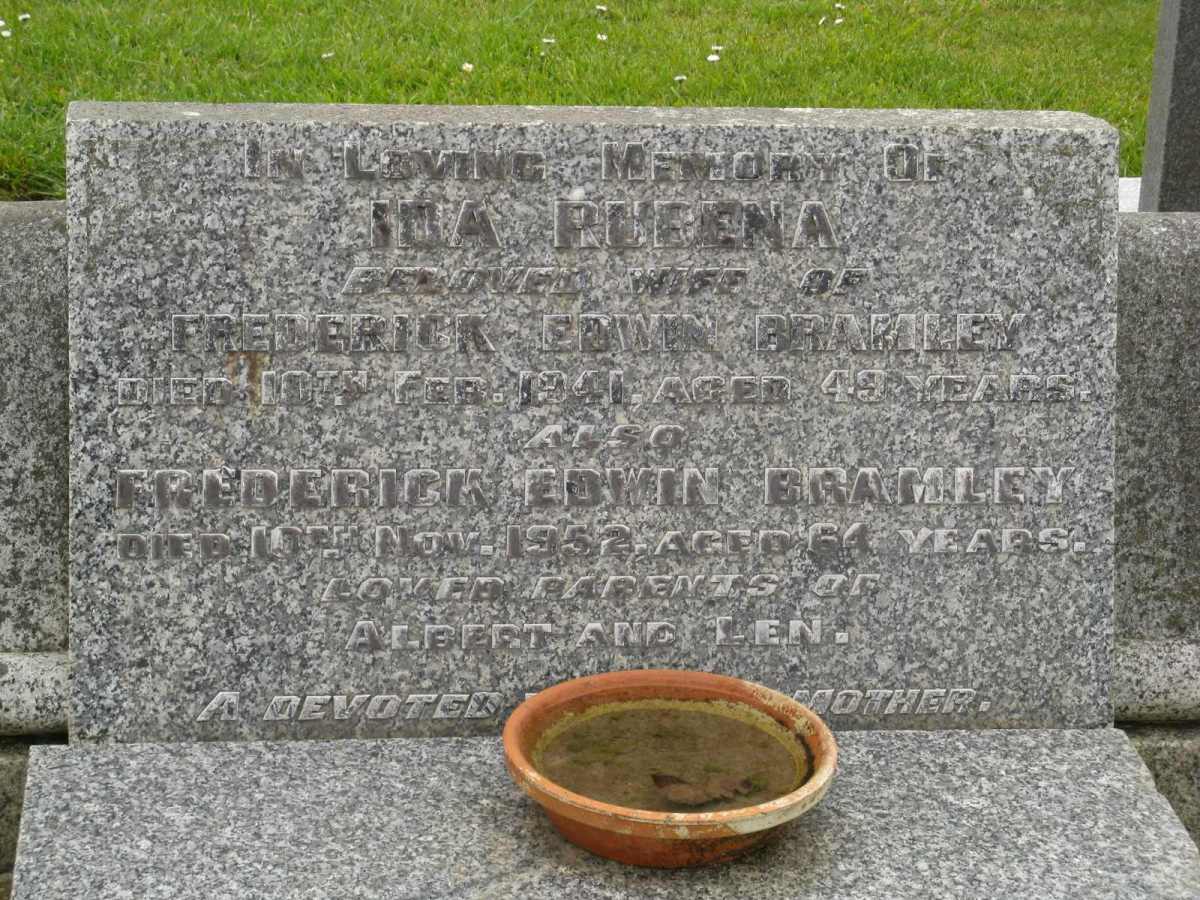 In Loving Memory Of
IDA RUBENA
BELOVED WIFE OF
FREDERICK EDWIN BRAMLEY
DIED 10TH FEB. 1941, AGED 49 YEARS.
ALSO
FREDERICK EDWIN BRAMLEY
DIED 10TH NOV. 1952, AGED 64 YEARS.
LOVED PARENTS OF
ALBERT AND LEN.
A DEVOTED MOTHER.